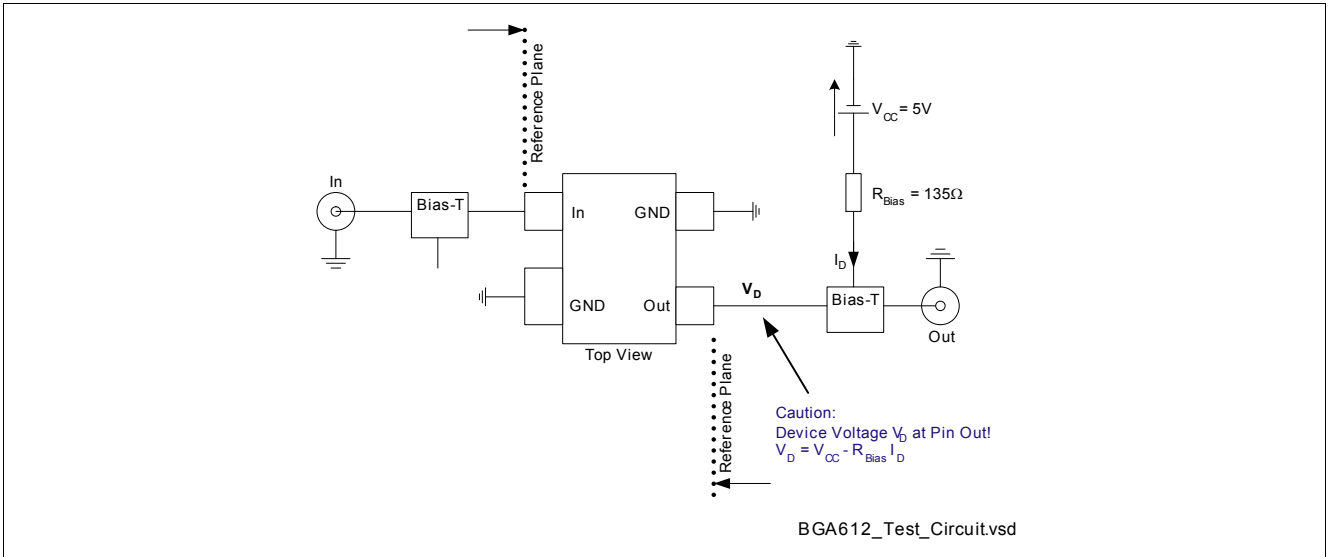 Reference Plane
V_CC = 5V
R_Bias = 135Ω
In
Bias-T
In
GND
I_D
GND
Out
V_D
Bias-T
Out
Top View
Reference Plane
Caution:
Device Voltage V_D at Pin Out!
V_D = V_CC - R_Bias I_D
BGA612_Test_Circuit.vsd